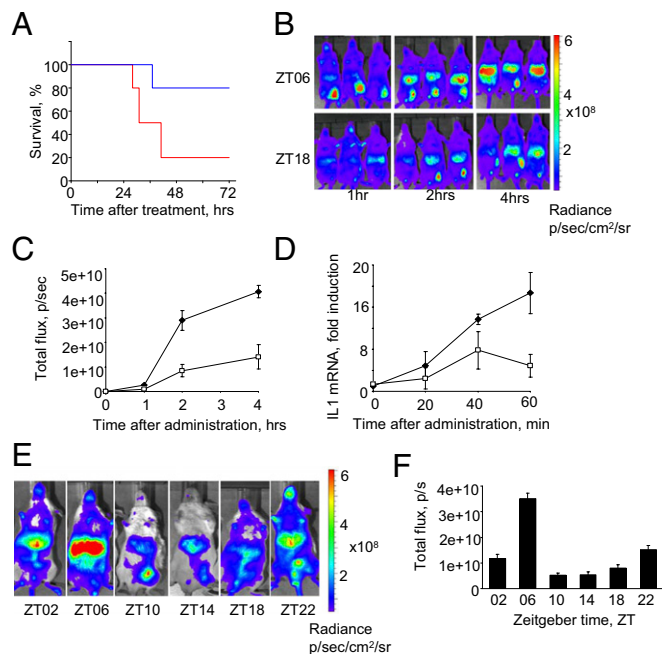 A
Survival, %
100
80
60
40
20
0
24
48
72
Time after treatment, hrs
B
ZT06
ZT18
1hr
2hrs
4hrs
6
4
x10⁸
2
Radiance
p/sec/cm²/sr
C
Total flux, p/sec
5e+10
4e+10
3e+10
2e+10
1e+10
0
0
1
2
4
Time after administration, hrs
D
IL1 mRNA, fold induction
20
16
12
8
4
0
0
20
40
60
Time after administration, min
E
ZT02
ZT06
ZT10
ZT14
ZT18
ZT22
6
4
x10⁸
2
Radiance
p/sec/cm²/sr
F
Total flux, p/s
4e+10
3e+10
2e+10
1e+10
0
02
06
10
14
18
22
Zeitgeber time, ZT